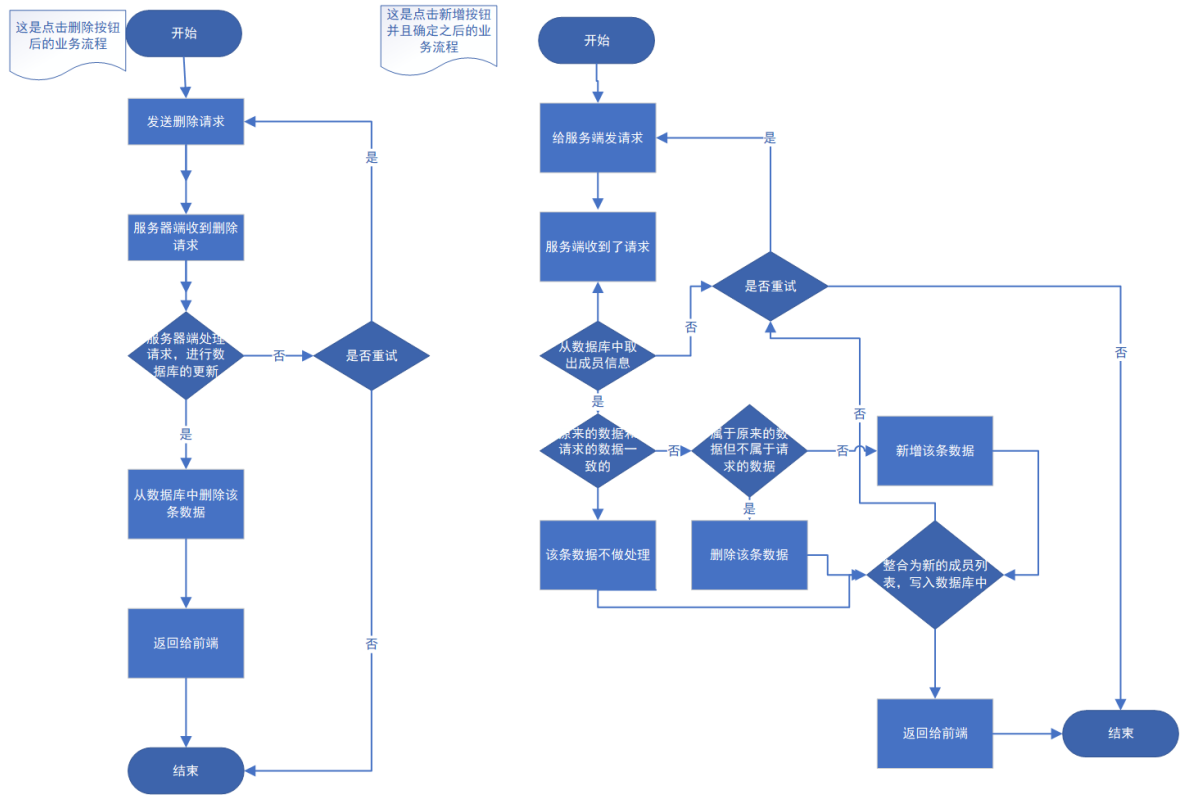 这是点击删除按钮
后的业务流程
开始
发送删除请求
是
服务器端收到删除
请求
服务器端处理
请求，进行数
据库的更新
否
是否重试
是
从数据库中删除该
条数据
返回给前端
否
结束
这是点击新增按钮
并且确定之后的业
务流程
开始
给服务端发请求
是
服务端收到了请求
是否重试
否
从数据库中取
出成员信息
否
是
原来的数据和
请求的数据一
致的
否
属于原来的数
据但不属于请
求的数据
否
新增该条数据
否
是
该条数据不做处理
删除该条数据
整合为新的成员列
表，写入数据库中
返回给前端
结束